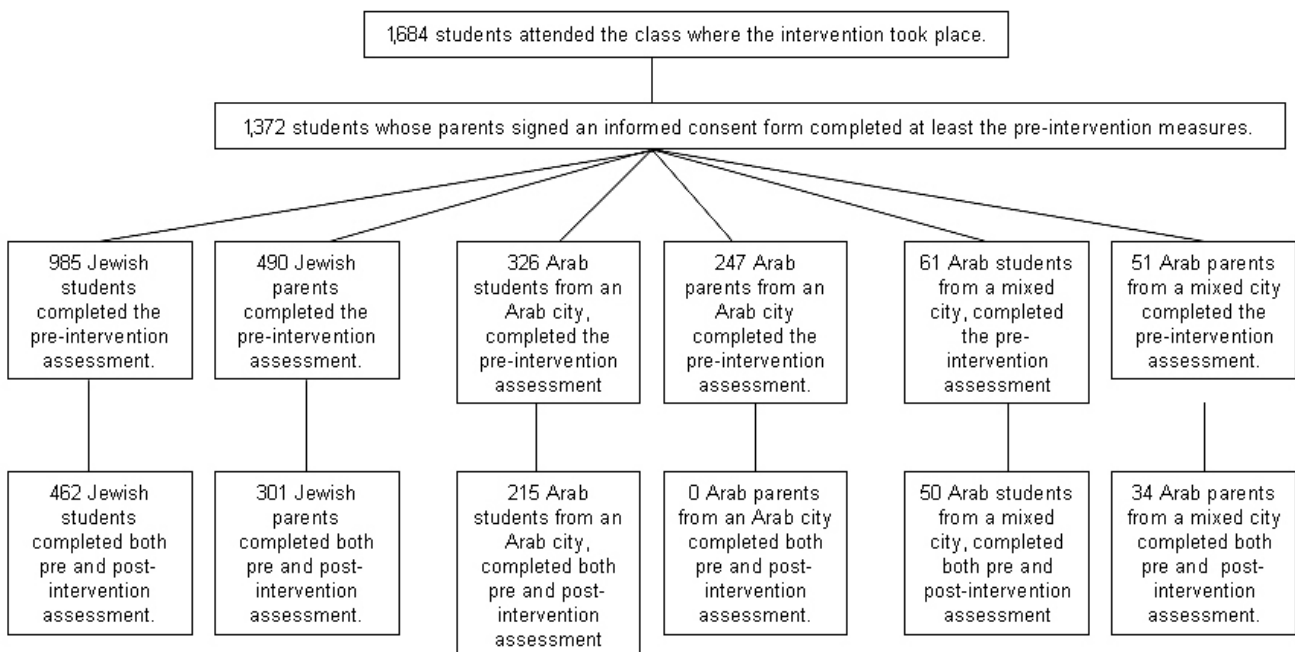 1,684 students attended the class where the intervention took place.
1,372 students whose parents signed an informed consent form completed at least the pre-intervention measures.
985 Jewish
students
completed the
pre-intervention
assessment.
490 Jewish
parents
completed the
pre-intervention
assessment.
326 Arab
students from an
Arab city,
completed the
pre-intervention
assessment
247 Arab
parents from an
Arab city
completed the
pre-intervention
assessment.
61 Arab students
from a mixed
city, completed
the pre-
intervention
assessment
51 Arab parents
from a mixed city
completed the
pre-intervention
assessment.
462 Jewish
students
completed both
pre and post-
intervention
assessment.
301 Jewish
parents
completed both
pre and post-
intervention
assessment.
215 Arab
students from an
Arab city,
completed both
pre and post-
intervention
assessment
0 Arab parents
from an Arab city
completed both
pre and post-
intervention
assessment.
50 Arab students
from a mixed
city, completed
both pre and
post-intervention
assessment
34 Arab parents
from a mixed city
completed both
pre and post-
intervention
assessment.